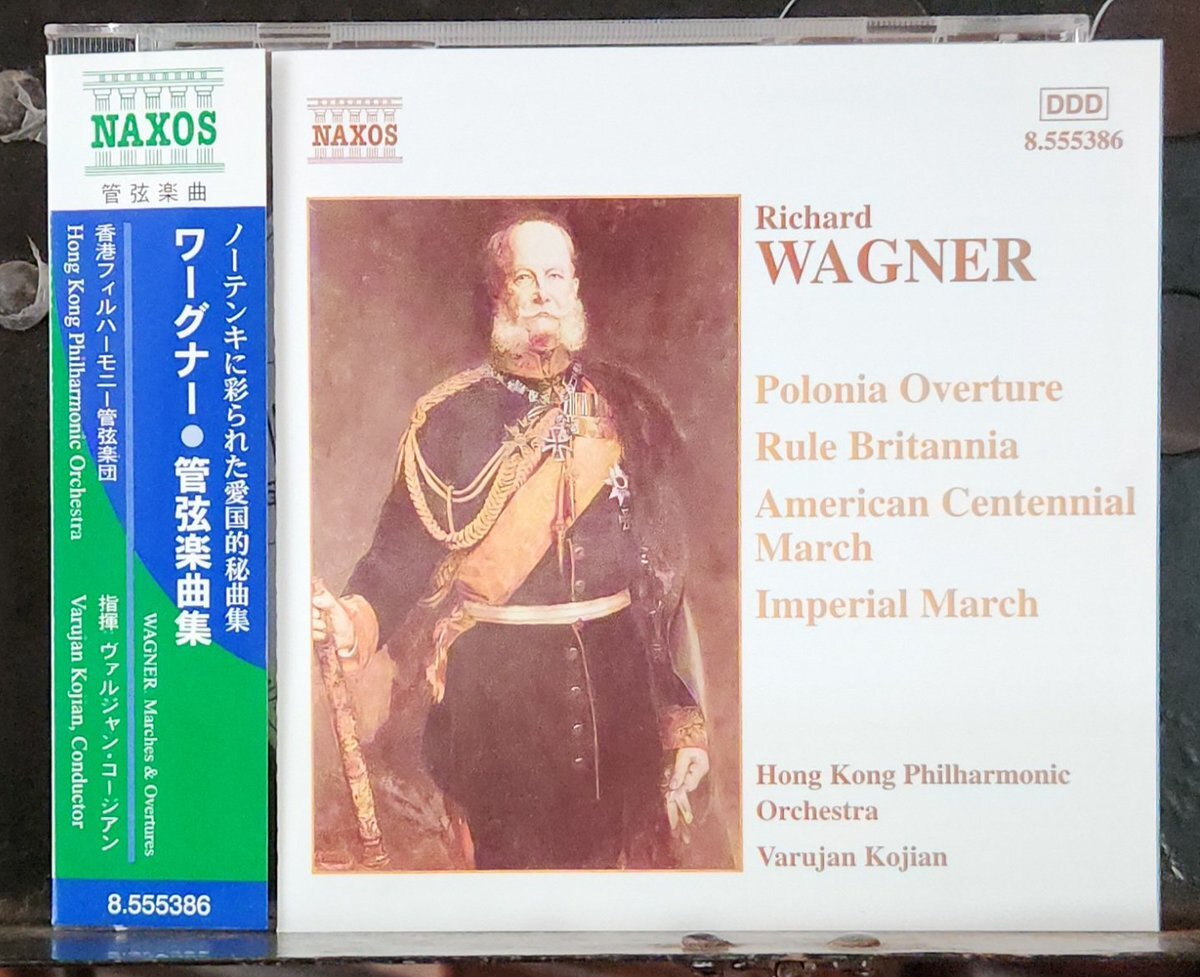 NAXOS
管弦楽曲
ノーテンキに彩られた愛国的秘曲集
ワーグナー●管弦楽曲集
WAGNER Marches & Overtures
香港フィルハーモニー管弦楽団
指揮 ヴァルジャン・コージアン
Hong Kong Philharmonic Orchestra
Varujan Kojian, Conductor
8.555386
NAXOS
DDD
8.555386
Richard
WAGNER
Polonia Overture
Rule Britannia
American Centennial
March
Imperial March
Hong Kong Philharmonic
Orchestra
Varujan Kojian